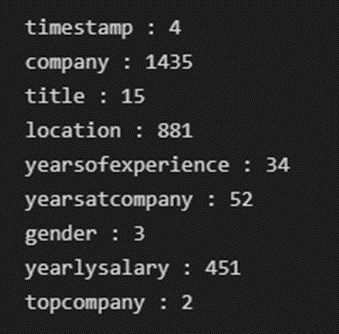 timestamp : 4
company : 1435
title : 15
location : 881
yearsofexperience : 34
yearsatcompany : 52
gender : 3
yearlysalary : 451
topcompany : 2